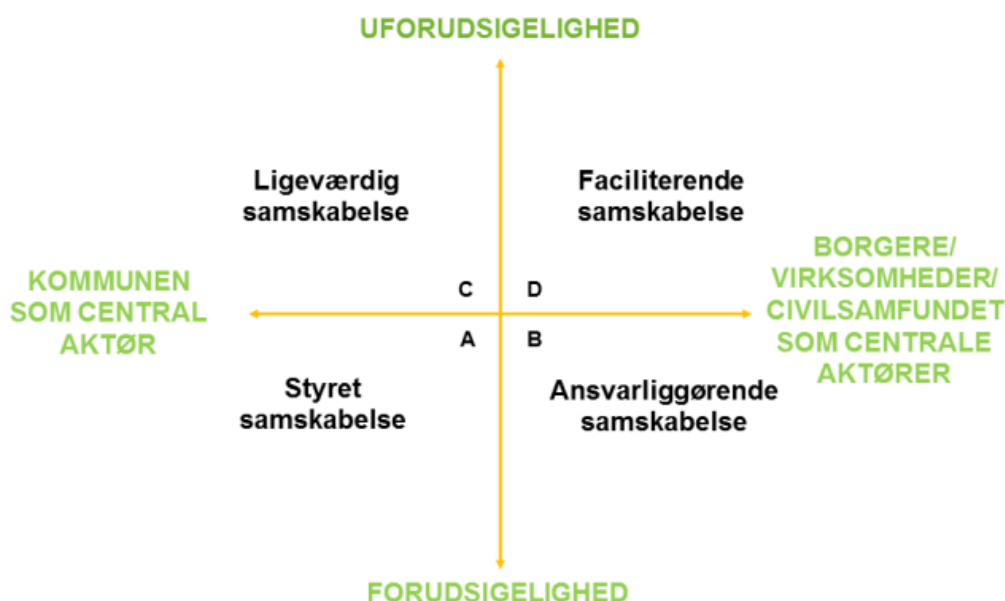 UFORUDSIGELIGHED
Ligeværdig
samskabelse
Faciliterende
samskabelse
KOMMUNEN
SOM CENTRAL
AKTØR
C
D
A
B
BORGERE/
VIRKSOMHEDER/
CIVILSAMFUNDET
SOM CENTRALE
AKTØRER
Styret
samskabelse
Ansvarliggørende
samskabelse
FORUDSIGELIGHED